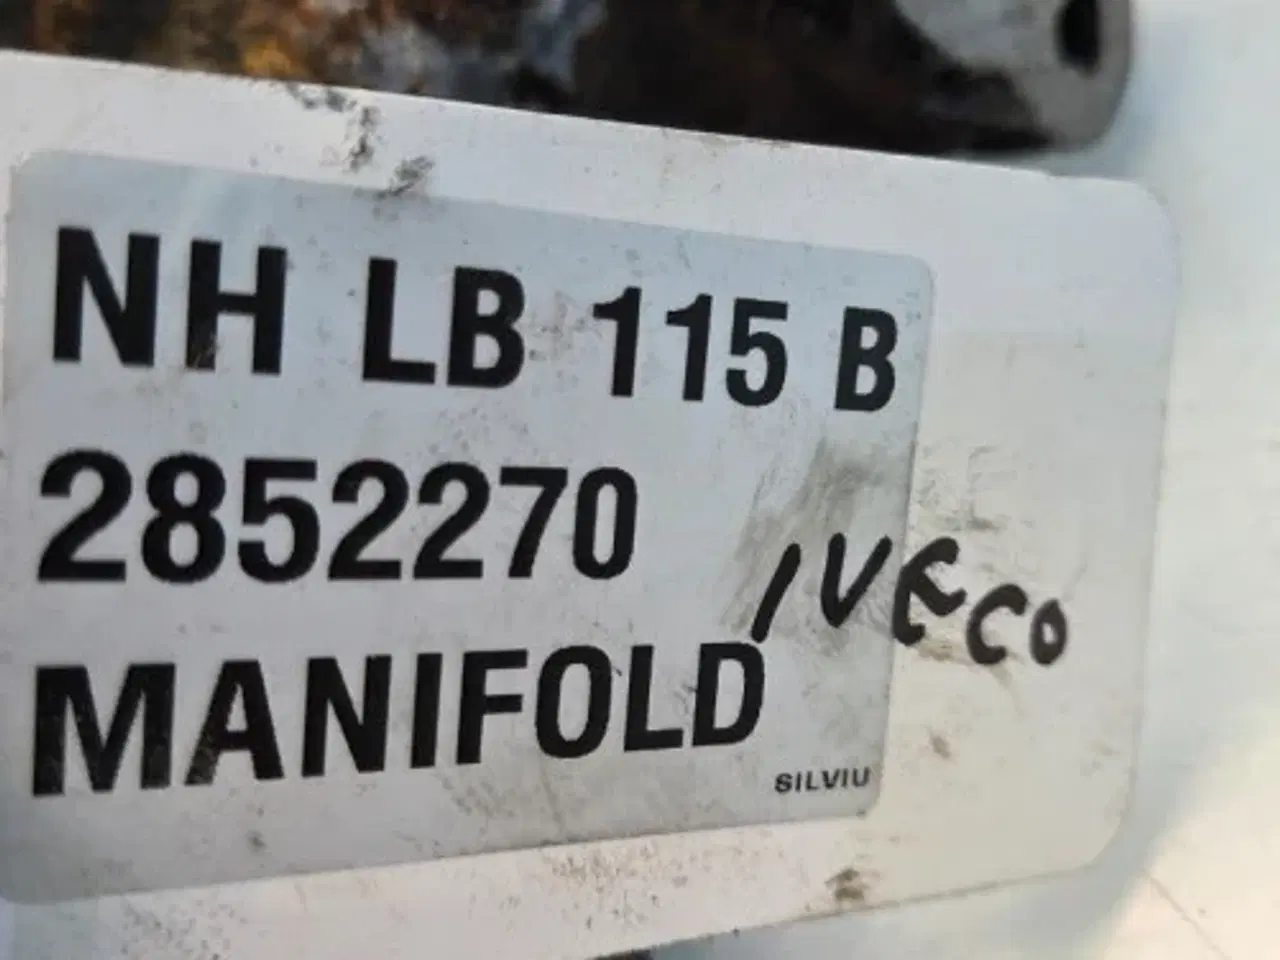 NH LB 115 B
2852270
IVECO
MANIFOLD
SILVIU